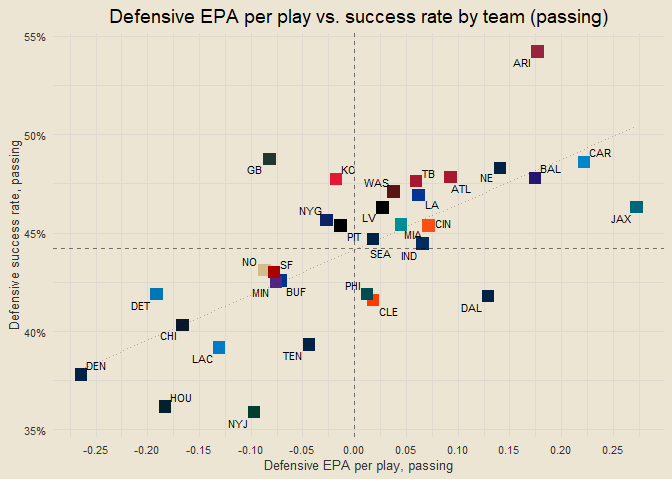 Defensive EPA per play vs. success rate by team (passing)
55%
ARI
50%
GB
KC
CAR
BAL
NE
TB
ATL
WAS
LA
JAX
NYG
LV
CIN
PIT
MIA
45%
SEA
IND
NO
SF
MIN
BUF
PHI
DET
CLE
DAL
40%
CHI
LAC
TEN
DEN
HOU
NYJ
35%
-0.25
-0.20
-0.15
-0.10
-0.05
0.00
0.05
0.10
0.15
0.20
0.25
Defensive EPA per play, passing
Defensive success rate, passing,